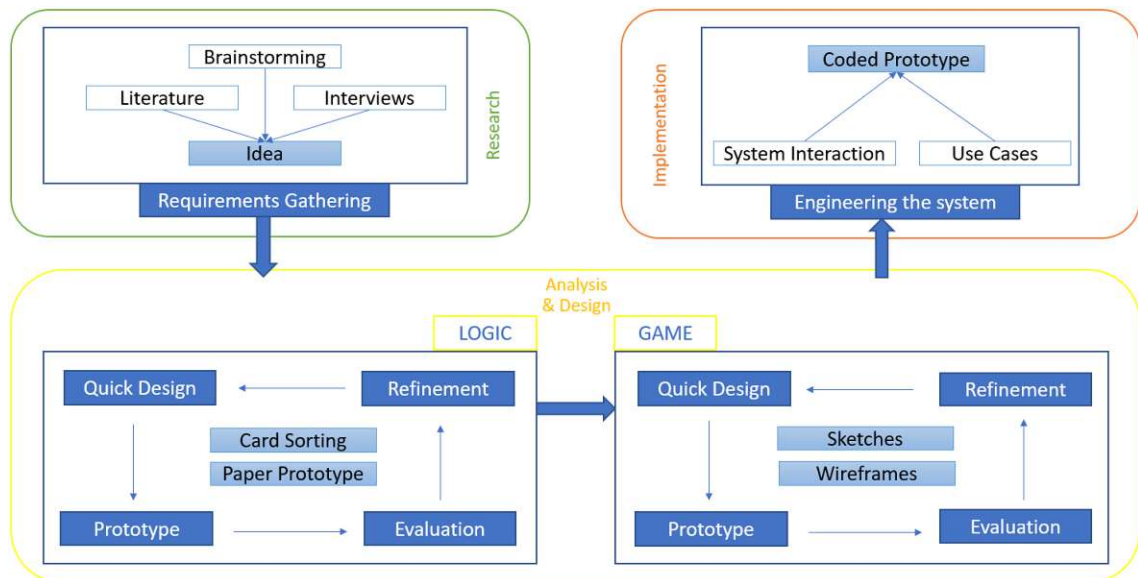 Brainstorming
Literature
Interviews
Idea
Requirements Gathering
Research
Implementation
Coded Prototype
System Interaction
Use Cases
Engineering the system
Analysis
& Design
LOGIC
Quick Design
Refinement
Card Sorting
Paper Prototype
Prototype
Evaluation
GAME
Quick Design
Refinement
Sketches
Wireframes
Prototype
Evaluation